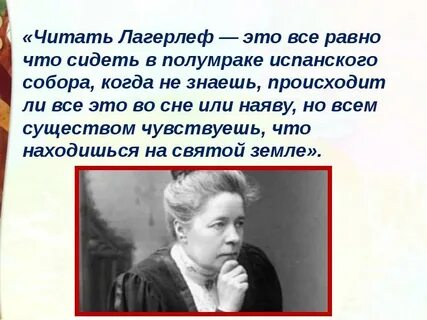 «Читать Лагерлеф — это все равно
что сидеть в полумраке испанского
собора, когда не знаешь, происходит
ли все это во сне или наяву, но всем
существом чувствуешь, что
находишься на святой земле».